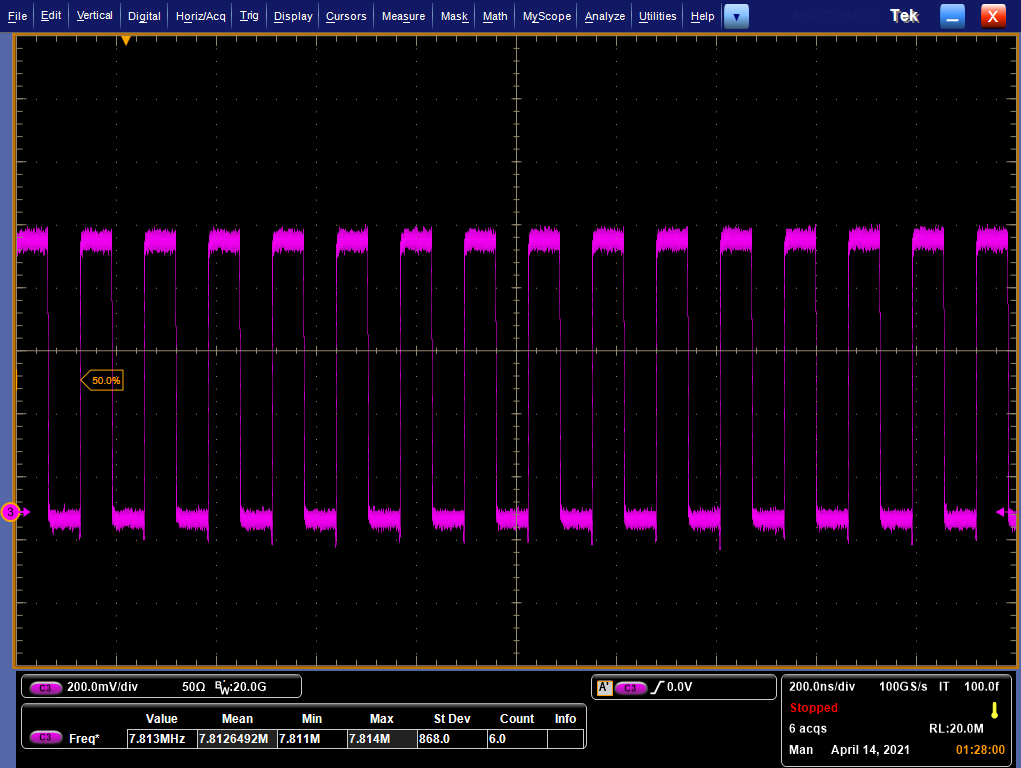 File Edit Vertical Digital Horiz/Acq Trig Display Cursors Measure Mask Math MyScope Analyze Utilities Help Tek X
50.0%
3
C3 200.0mV/div 50Ω BW:20.0G
A' C3 0.0V
200.0ns/div 100GS/s IT 100.0f
Stopped
6 acqs RL:20.0M
Man April 14, 2021 01:28:00
Value Mean Min Max St Dev Count Info
C3 Freq* 7.813MHz 7.8126492M 7.811M 7.814M 868.0 6.0